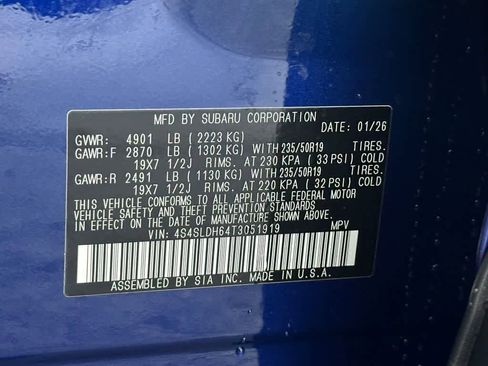 MFD. BY SUBARU CORPORATION DATE: 01/26
GVWR: 4901 LB ( 2223 KG)
GAWR:F 2870 LB ( 1302 KG) WITH 235/50R19 TIRES.
19X7 1/2J RIMS. AT 230 KPA ( 33 PSI) COLD
GAWR:R 2491 LB ( 1130 KG) WITH 235/50R19 TIRES.
19X7 1/2J RIMS. AT 220 KPA ( 32 PSI) COLD
THIS VEHICLE CONFORMS TO ALL APPLICABLE FEDERAL MOTOR
VEHICLE SAFETY AND BUMPER STANDARDS IN EFFECT ON THE
DATE OF MANUFACTURE SHOWN ABOVE.
VIN: 4S4SLDH64T3051919 MPV
ASSEMBLED BY SIA INC. MADE IN U.S.A.